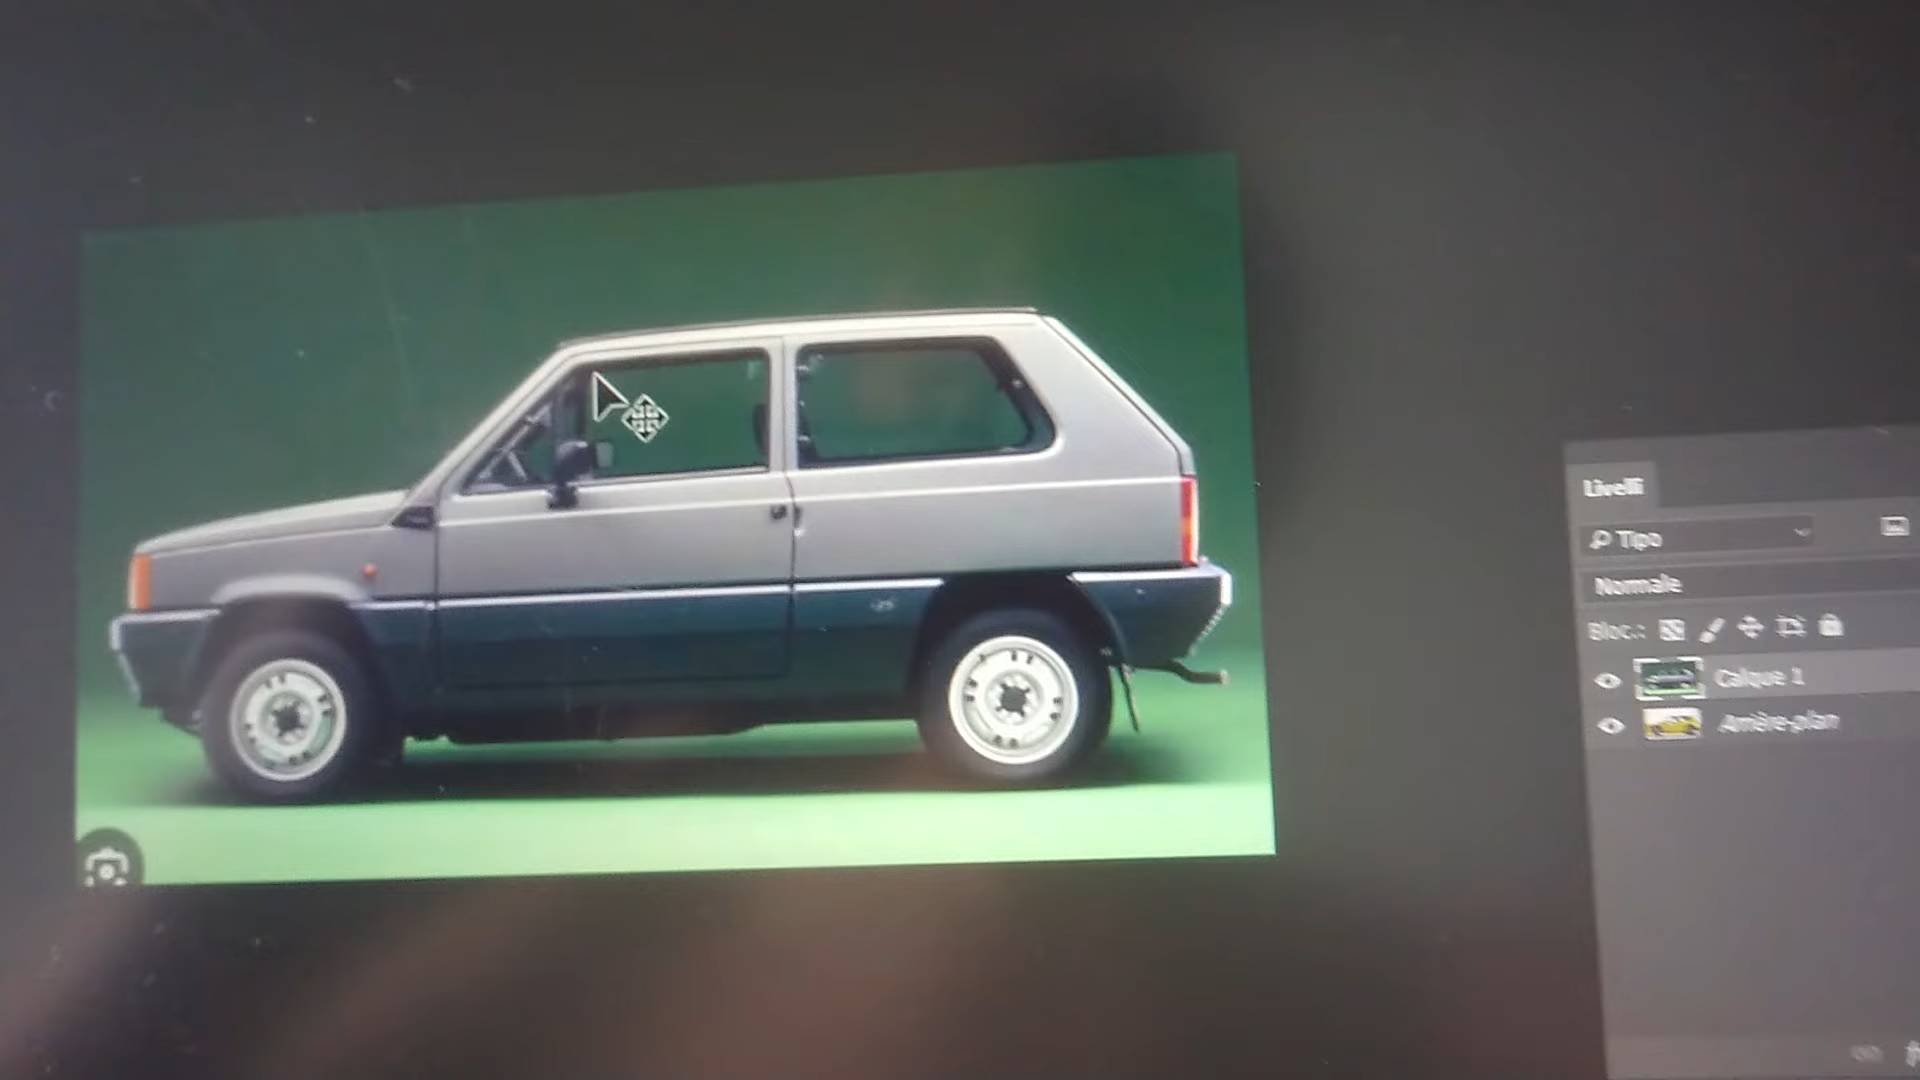 Livelli
Tipo
Normale
Bloc.:
Calque 1
Arrière-plan